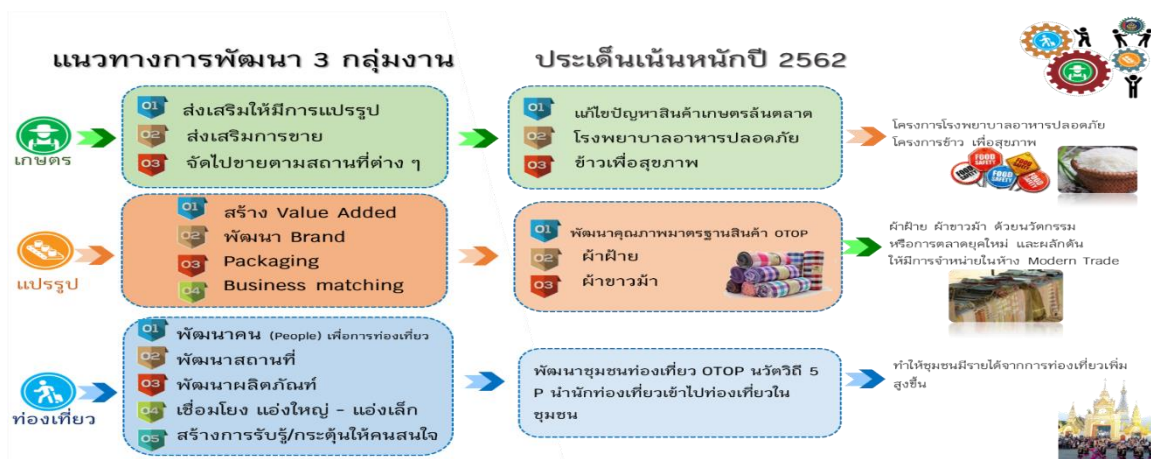 แนวทางการพัฒนา 3 กลุ่มงาน
ประเด็นเน้นหนักปี 2562
เกษตร
01 ส่งเสริมให้มีการแปรรูป
02 ส่งเสริมการขาย
03 จัดไปขายตามสถานที่ต่าง ๆ
01 แก้ไขปัญหาสินค้าเกษตรล้นตลาด
02 โรงพยาบาลอาหารปลอดภัย
03 ข้าวเพื่อสุขภาพ
โครงการโรงพยาบาลอาหารปลอดภัย
โครงการข้าว เพื่อสุขภาพ
FOOD SAFETY
FOOD SAFETY
FOOD SAFETY
FOOD SAFETY
FOOD SAFETY
แปรรูป
01 สร้าง Value Added
02 พัฒนา Brand
03 Packaging
04 Business matching
01 พัฒนาคุณภาพมาตรฐานสินค้า OTOP
02 ผ้าฝ้าย
03 ผ้าขาวม้า
ผ้าฝ้าย ผ้าขาวม้า ด้วยนวัตกรรม
หรือการตลาดยุคใหม่ และผลักดัน
ให้มีการจำหน่ายในห้าง Modern Trade
ท่องเที่ยว
01 พัฒนาคน (People) เพื่อการท่องเที่ยว
02 พัฒนาสถานที่
03 พัฒนาผลิตภัณฑ์
04 เชื่อมโยง แอ่งใหญ่ - แอ่งเล็ก
05 สร้างการรับรู้/กระตุ้นให้คนสนใจ
พัฒนาชุมชนท่องเที่ยว OTOP นวัตวิถี 5
P นำนักท่องเที่ยวเข้าไปท่องเที่ยวใน
ชุมชน
ทำให้ชุมชนมีรายได้จากการท่องเที่ยวเพิ่ม
สูงขึ้น